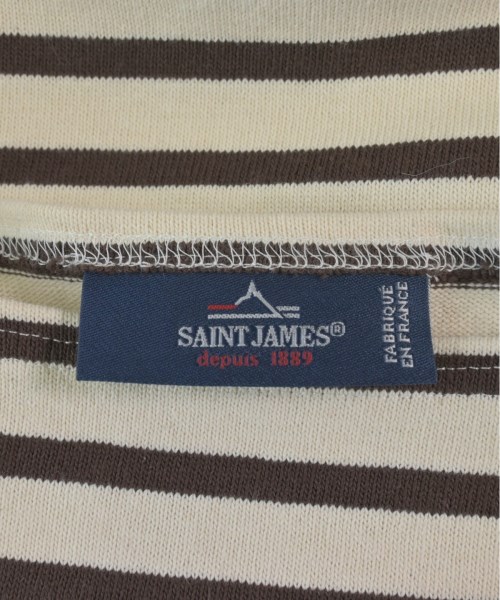 SAINT JAMES®
depuis 1889
FABRIQUÉ
EN FRANCE